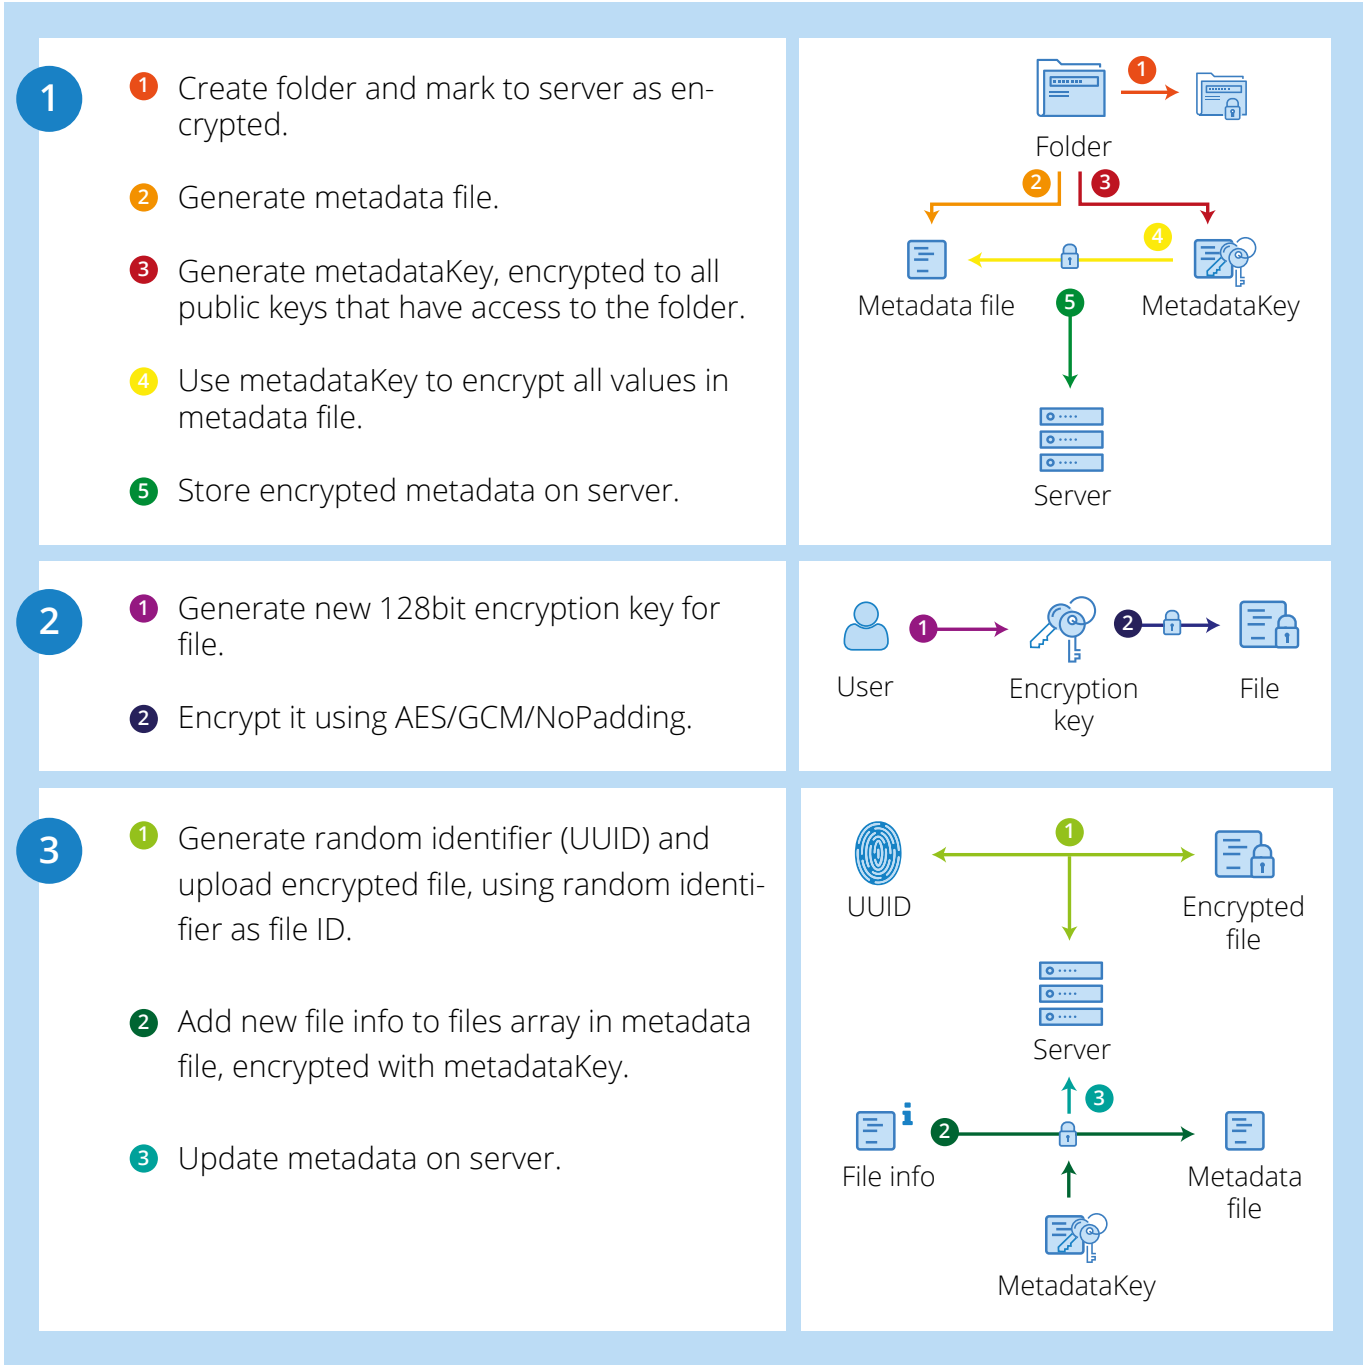 1
1 Create folder and mark to server as en-
crypted.
2 Generate metadata file.
3 Generate metadataKey, encrypted to all
public keys that have access to the folder.
4 Use metadataKey to encrypt all values in
metadata file.
5 Store encrypted metadata on server.
1
Folder
2 3
4
Metadata file MetadataKey
5
Server
2
1 Generate new 128bit encryption key for
file.
2 Encrypt it using AES/GCM/NoPadding.
1 2
User Encryption File
key
3
1 Generate random identifier (UUID) and
upload encrypted file, using random identi-
fier as file ID.
2 Add new file info to files array in metadata
file, encrypted with metadataKey.
3 Update metadata on server.
1
UUID Encrypted
file
Server
3
2
File info Metadata
file
MetadataKey